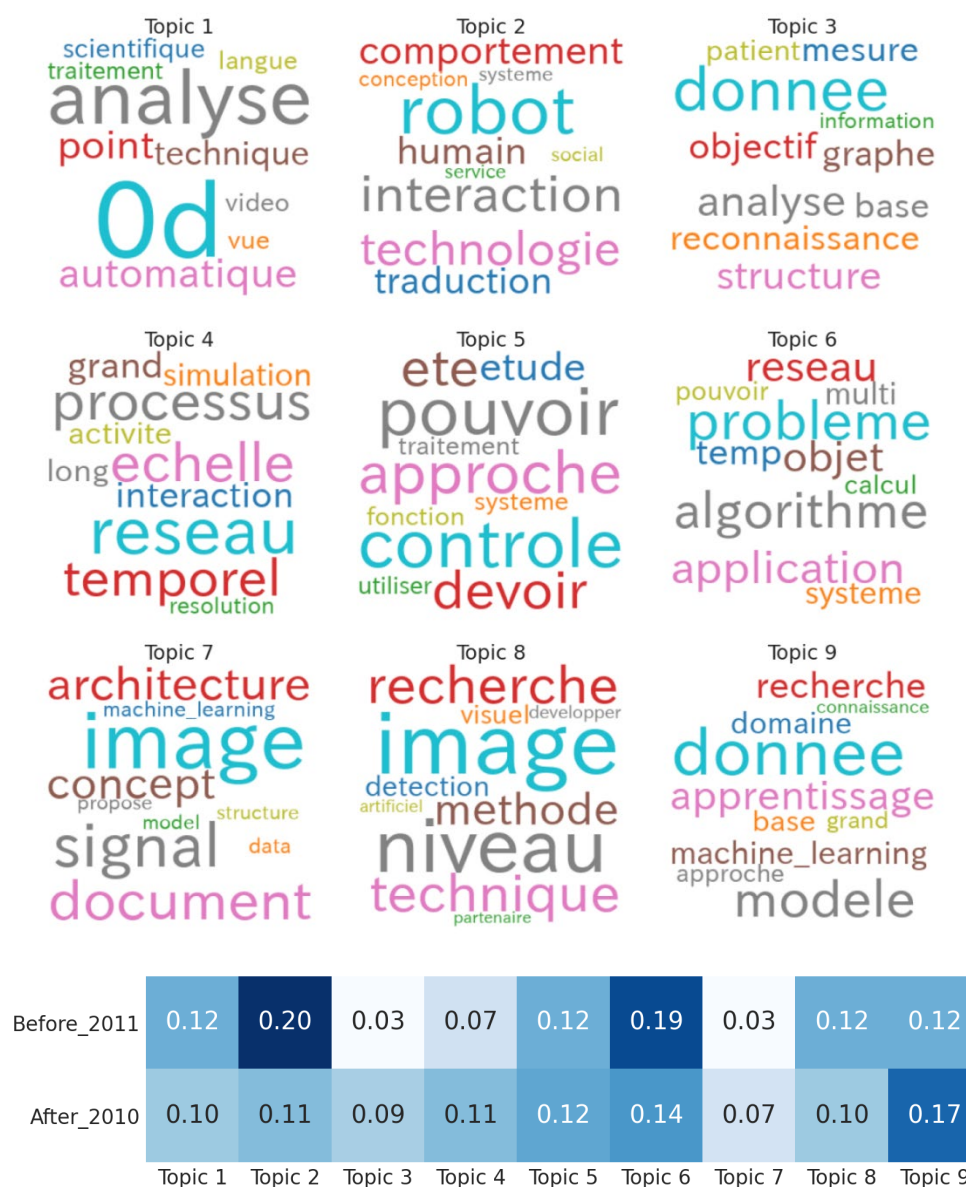 Topic 1
scientifique
langue
traitement
analyse
point technique
0d
video
vue
automatique
Topic 2
comportement
conception systeme
robot
humain social
service
interaction
technologie
traduction
Topic 3
patient mesure
donnee
information
objectif graphe
analyse base
reconnaissance
structure
Topic 4
grand simulation
processus
activite
long echelle
interaction
reseau
temporel
resolution
Topic 5
ete etude
pouvoir
traitement
approche
systeme
fonction
controle
utiliser devoir
Topic 6
reseau
pouvoir multi
probleme
temp objet
calcul
algorithme
application
systeme
Topic 7
architecture
machine_learning
image
concept
propose
structure
model
signal data
document
Topic 8
recherche
visuel developper
image
detection
artificiel methode
niveau
technique
partenaire
Topic 9
recherche
connaissance
domaine
donnee
apprentissage
base grand
machine_learning
approche
modele
Before_2011 0.12 0.20 0.03 0.07 0.12 0.19 0.03 0.12 0.12
After_2010 0.10 0.11 0.09 0.11 0.12 0.14 0.07 0.10 0.17
Topic 1 Topic 2 Topic 3 Topic 4 Topic 5 Topic 6 Topic 7 Topic 8 Topic 9